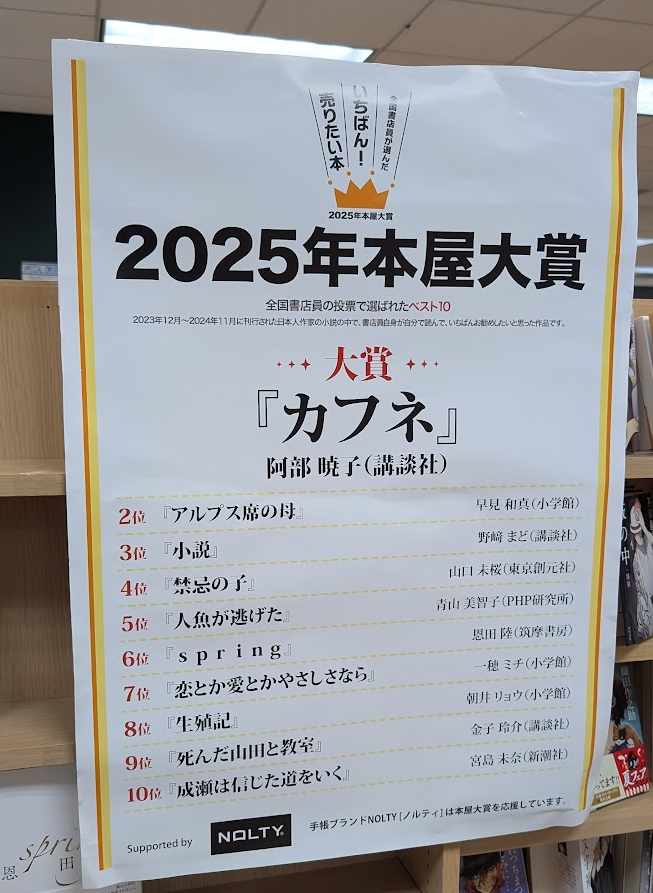 全国書店員が選んだ
いちばん!
売りたい本
2025年本屋大賞
2025年本屋大賞
全国書店員の投票で選ばれたベスト10
2023年12月〜2024年11月に刊行された日本人作家の小説の中で、書店員自身が自分で読んで、いちばんお勧めしたいと思った作品です。
大賞
『カフネ』
阿部 暁子(講談社)
2位 『アルプス席の母』 早見 和真(小学館)
3位 『小説』 野﨑 まど(講談社)
4位 『禁忌の子』 山口 未桜(東京創元社)
5位 『人魚が逃げた』 青山 美智子(PHP研究所)
6位 『spring』 恩田 陸(筑摩書房)
7位 『恋とか愛とかやさしさなら』 一穂 ミチ(小学館)
8位 『生殖記』 朝井 リョウ(小学館)
9位 『死んだ山田と教室』 金子 玲介(講談社)
10位 『成瀬は信じた道をいく』 宮島 未奈(新潮社)
Supported by NOLTY 手帳ブランドNOLTY[ノルティ]は本屋大賞を応援しています。
spri
恩 田
の中
夏フェア